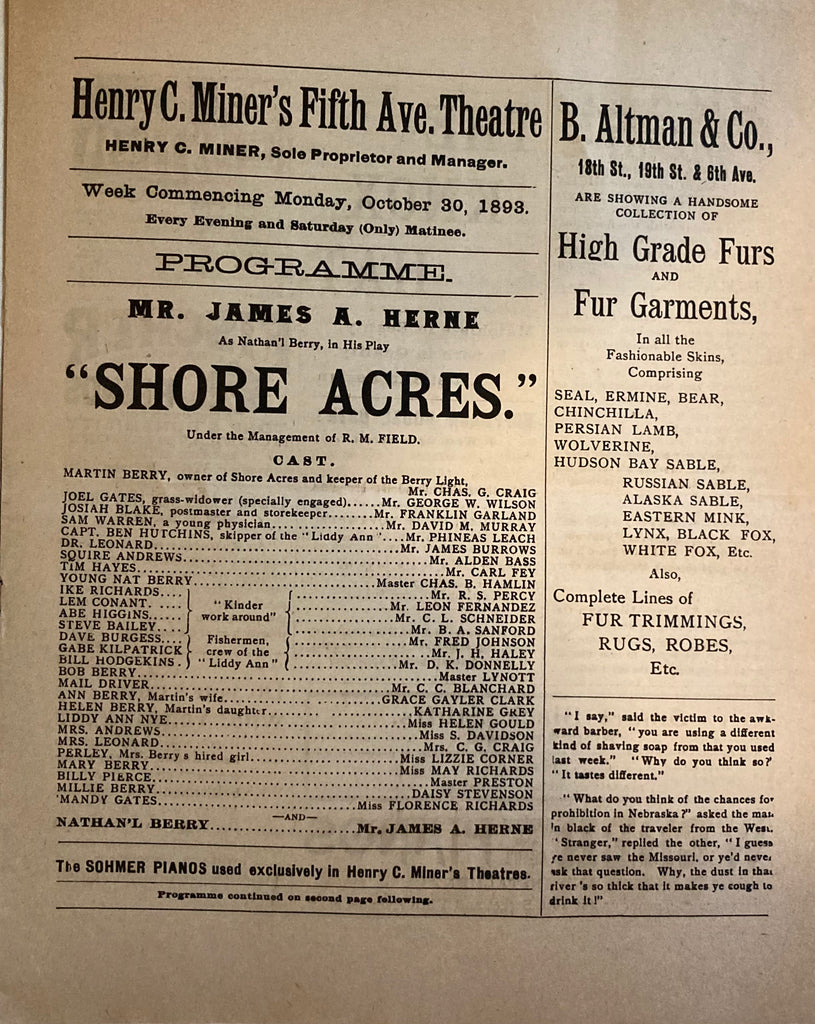 Henry C. Miner's Fifth Ave. Theatre
HENRY C. MINER, Sole Proprietor and Manager.
Week Commencing Monday, October 30, 1893.
Every Evening and Saturday (Only) Matinee.
PROGRAMME.
MR. JAMES A. HERNE
As Nathan'l Berry, in His Play
"SHORE ACRES."
Under the Management of R. M. FIELD.
CAST.
MARTIN BERRY, owner of Shore Acres and keeper of the Berry Light,
Mr. CHAS. G. CRAIG
JOEL GATES, grass-widower (specially engaged)......Mr. GEORGE W. WILSON
JOSIAH BLAKE, postmaster and storekeeper........Mr. FRANKLIN GARLAND
SAM WARREN, a young physician......................Mr. DAVID M. MURRAY
CAPT. BEN HUTCHINS, skipper of the "Liddy Ann"....Mr. PHINEAS LEACH
DR. LEONARD..........................................Mr. JAMES BURROWS
SQUIRE ANDREWS..........................................Mr. ALDEN BASS
TIM HAYES..................................................Mr. CARL FEY
YOUNG NAT BERRY..............................Master CHAS. B. HAMLIN
IKE RICHARDS.... "Kinder work around" ........................Mr. R. S. PERCY
LEM CONANT. .... ..................Mr. LEON FERNANDEZ
ABE HIGGINS..... ..................Mr. C. L. SCHNEIDER
STEVE BAILEY.... .....................Mr. B. A. SANFORD
DAVE BURGESS.... Fishermen, crew of the "Liddy Ann" ....................Mr. FRED JOHNSON
GABE KILPATRICK ........................Mr. J. H. HALEY
BILL HODGEKINS. ..................Mr. D. K. DONNELLY
BOB BERRY..................................................Master LYNOTT
MAIL DRIVER........................................Mr. C. C. BLANCHARD
ANN BERRY, Martin's wife..........................GRACE GAYLER CLARK
HELEN BERRY, Martin's daughter........................KATHARINE GREY
LIDDY ANN NYE........................................Miss HELEN GOULD
MRS. ANDREWS..........................................Miss S. DAVIDSON
MRS. LEONARD..........................................Mrs. C. G. CRAIG
PERLEY, Mrs. Berry's hired girl........................Miss LIZZIE CORNER
MARY BERRY........................................Miss MAY RICHARDS
BILLY PIERCE..........................................Master PRESTON
MILLIE BERRY..........................................DAISY STEVENSON
'MANDY GATES..................................Miss FLORENCE RICHARDS
—AND—
NATHAN'L BERRY........................Mr. JAMES A. HERNE
The SOHMER PIANOS used exclusively in Henry C. Miner's Theatres.
Programme continued on second page following.
B. Altman & Co.,
18th St., 19th St. & 6th Ave.
ARE SHOWING A HANDSOME
COLLECTION OF
High Grade Furs
AND
Fur Garments,
In all the
Fashionable Skins,
Comprising
SEAL, ERMINE, BEAR,
CHINCHILLA,
PERSIAN LAMB,
WOLVERINE,
HUDSON BAY SABLE,
RUSSIAN SABLE,
ALASKA SABLE,
EASTERN MINK,
LYNX, BLACK FOX,
WHITE FOX, Etc.
Also,
Complete Lines of
FUR TRIMMINGS,
RUGS, ROBES,
Etc.
"I say," said the victim to the awk-
ward barber, "you are using a different
kind of shaving soap from that you used
last week." "Why do you think so?"
"It tastes different."
"What do you think of the chances for
prohibition in Nebraska?" asked the man
in black of the traveler from the West.
"Stranger," replied the other, "I guess
ye never saw the Missouri, or ye'd never
ask that question. Why, the dust in that
river 's so thick that it makes ye cough to
drink it!"